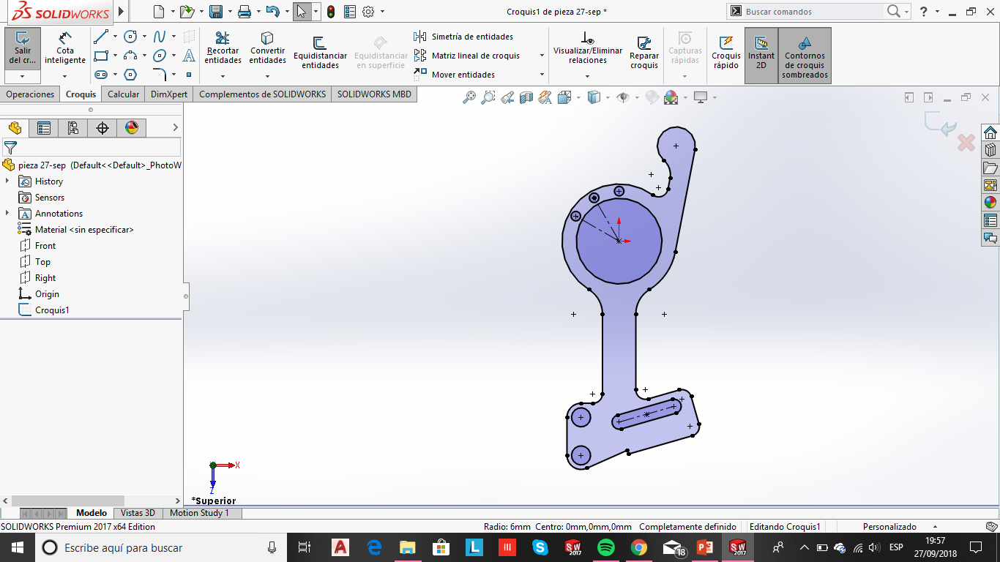 SOLIDWORKS
Croquis1 de pieza 27-sep *
Buscar comandos
Salir del cr...
Cota inteligente
Recortar entidades
Convertir entidades
Equidistanciar entidades
Equidistanciar en superficie
Simetría de entidades
Matriz lineal de croquis
Mover entidades
Visualizar/Eliminar relaciones
Reparar croquis
Capturas rápidas
Croquis rápido
Instant 2D
Contornos de croquis sombreados
Operaciones Croquis Calcular DimXpert Complementos de SOLIDWORKS SOLIDWORKS MBD
pieza 27-sep (Default<<Default>_PhotoW
History
Sensors
Annotations
Material <sin especificar>
Front
Top
Right
Origin
Croquis1
X
Z
*Superior
Modelo Vistas 3D Motion Study 1
SOLIDWORKS Premium 2017 x64 Edition Radio: 6mm Centro: 0mm,0mm,0mm Completamente definido Editando Croquis1 Personalizado
Escribe aquí para buscar
18
SW 2017
ESP
19:57
27/09/2018